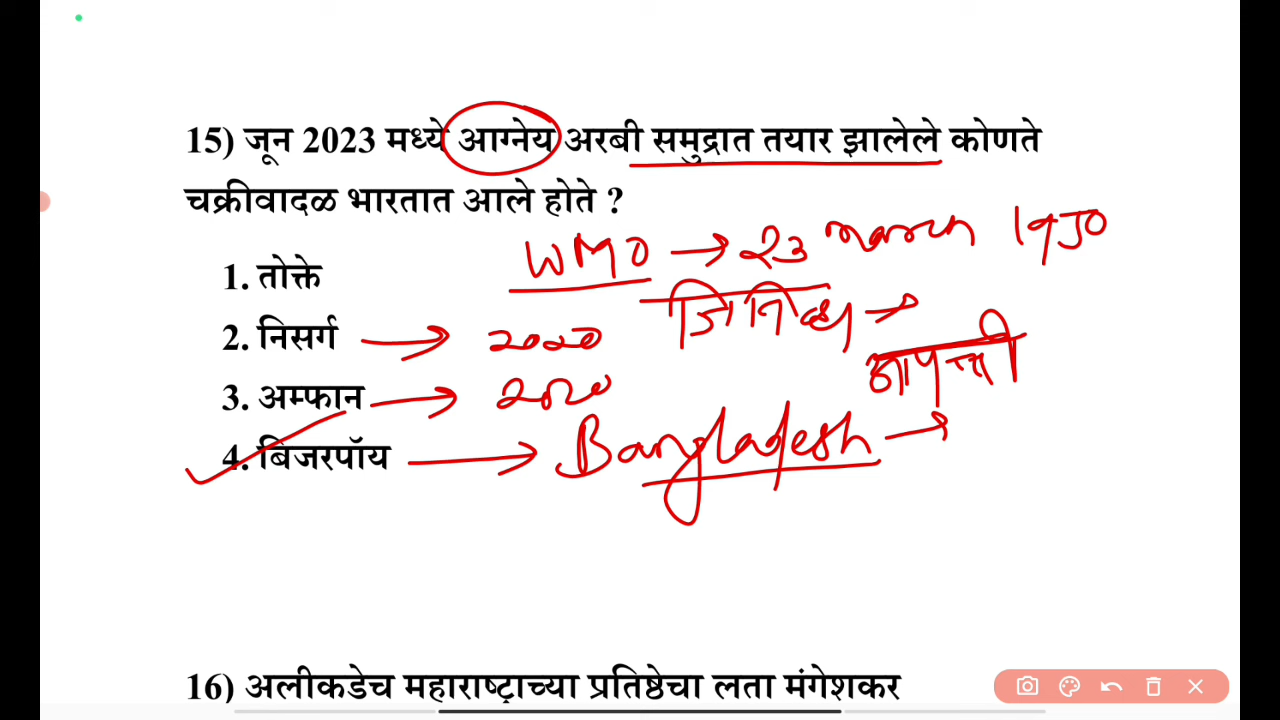 15) जून 2023 मध्ये आग्नेय अरबी समुद्रात तयार झालेले कोणते
चक्रीवादळ भारतात आले होते ?
WMO → 23 march 1950
1. तोक्ते
2. निसर्ग → 2020
3. अम्फान → 2020
आपत्ती
4. बिजरपॉय → Bangladesh →
16) अलीकडेच महाराष्ट्राच्या प्रतिष्ठेचा लता मंगेशकर